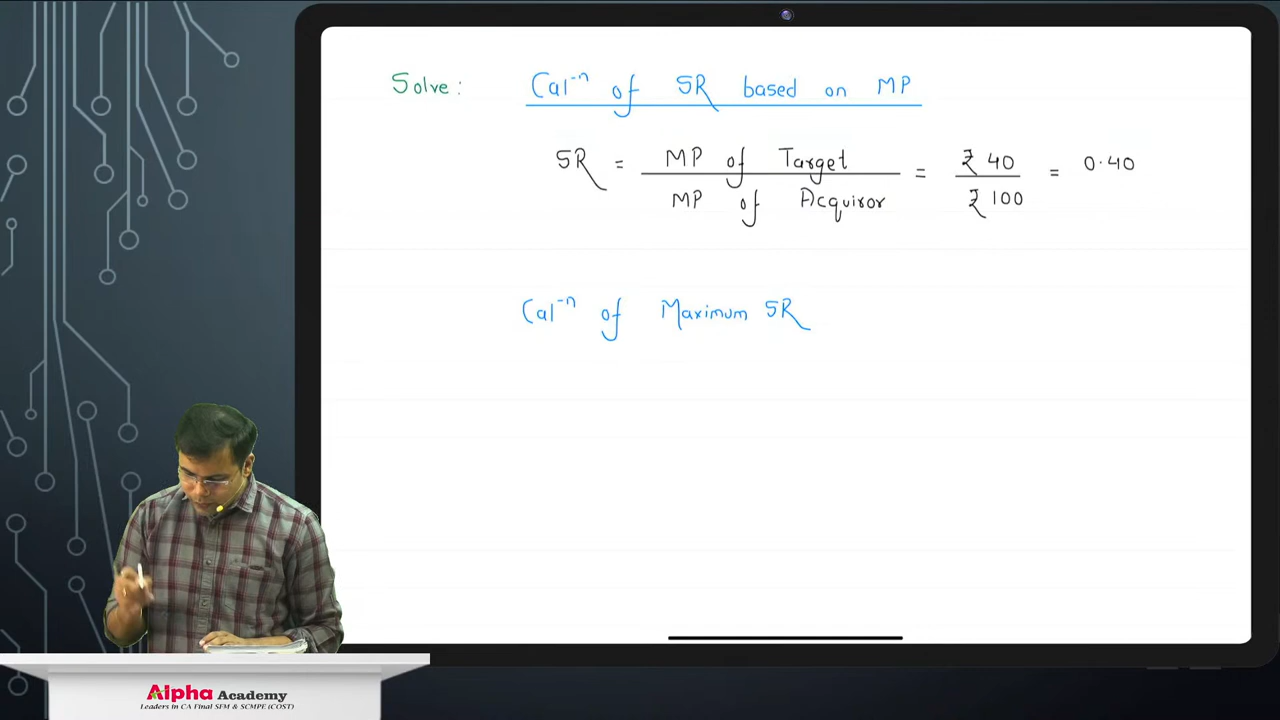 Solve: Calⁿ of SR based on MP
SR = MP of Target / MP of Acquiror = ₹ 40 / ₹ 100 = 0.40
Cal⁻ⁿ of Maximum SR
Alpha Academy
Leaders in CA Final SFM & SCMPE (COST)